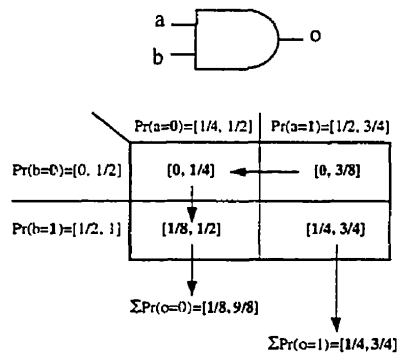 a
b
o
Pr(a=0)=[1/4, 1/2] Pr(a=1)=[1/2, 3/4]
Pr(b=0)=[0, 1/2] [0, 1/4] [0, 3/8]
Pr(b=1)=[1/2, 1] [1/8, 1/2] [1/4, 3/4]
ΣPr(o=0)=[1/8, 9/8]
ΣPr(o=1)=[1/4,3/4]